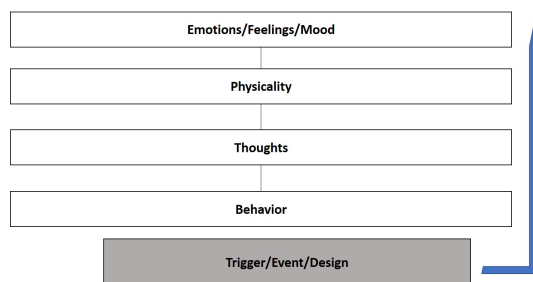 Emotions/Feelings/Mood
Physicality
Thoughts
Behavior
Trigger/Event/Design